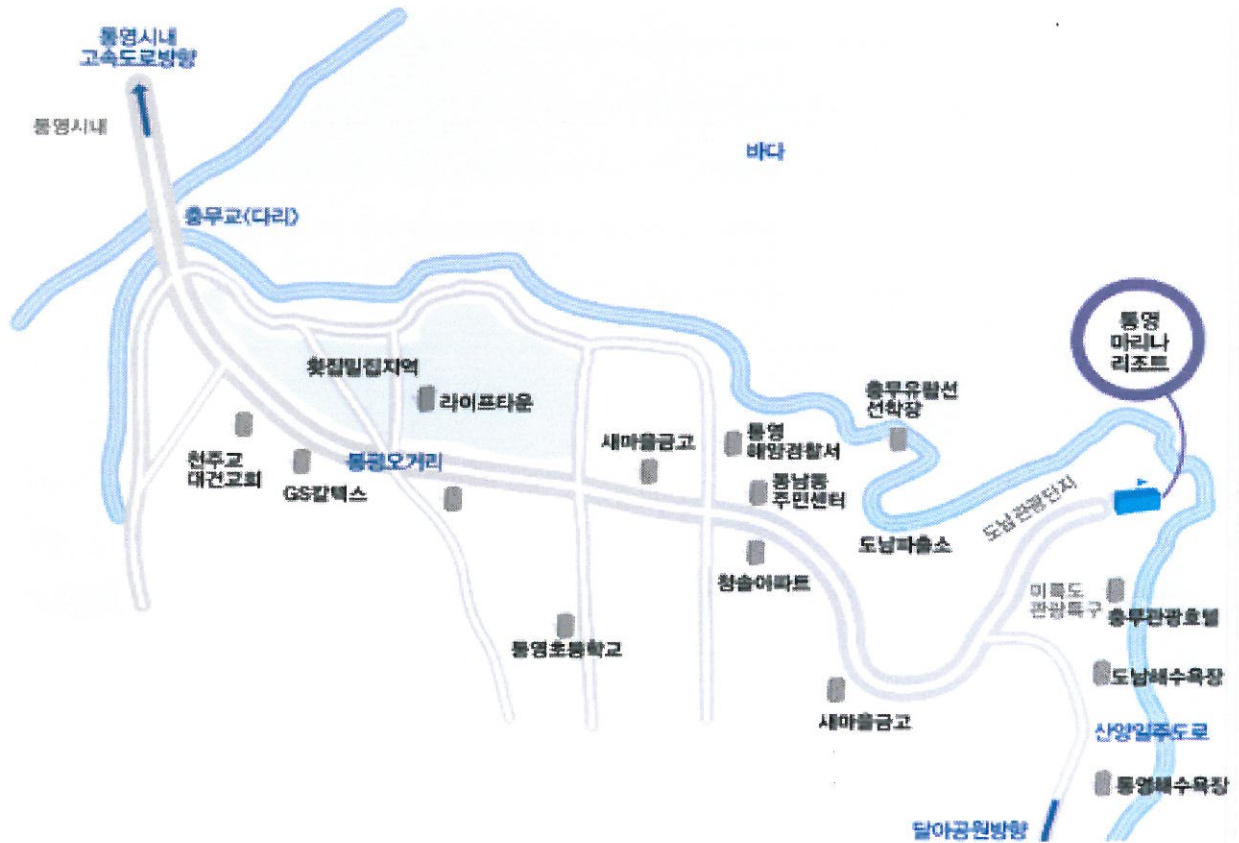 통영시내
고속도로방향
통영시내
바다
충무교(다리)
통영
마리나
리조트
횟집밀집지역
라이프타운
충무유람선
선착장
새마을금고
통영
해양경찰서
천주교
대건교회
봉평오거리
GS칼텍스
동남동
주민센터
도남관광단지
도남파출소
청솔아파트
미륵도
관광특구
충무관광호텔
통영초등학교
도남해수욕장
새마을금고
산양일주도로
통영해수욕장
달아공원방향